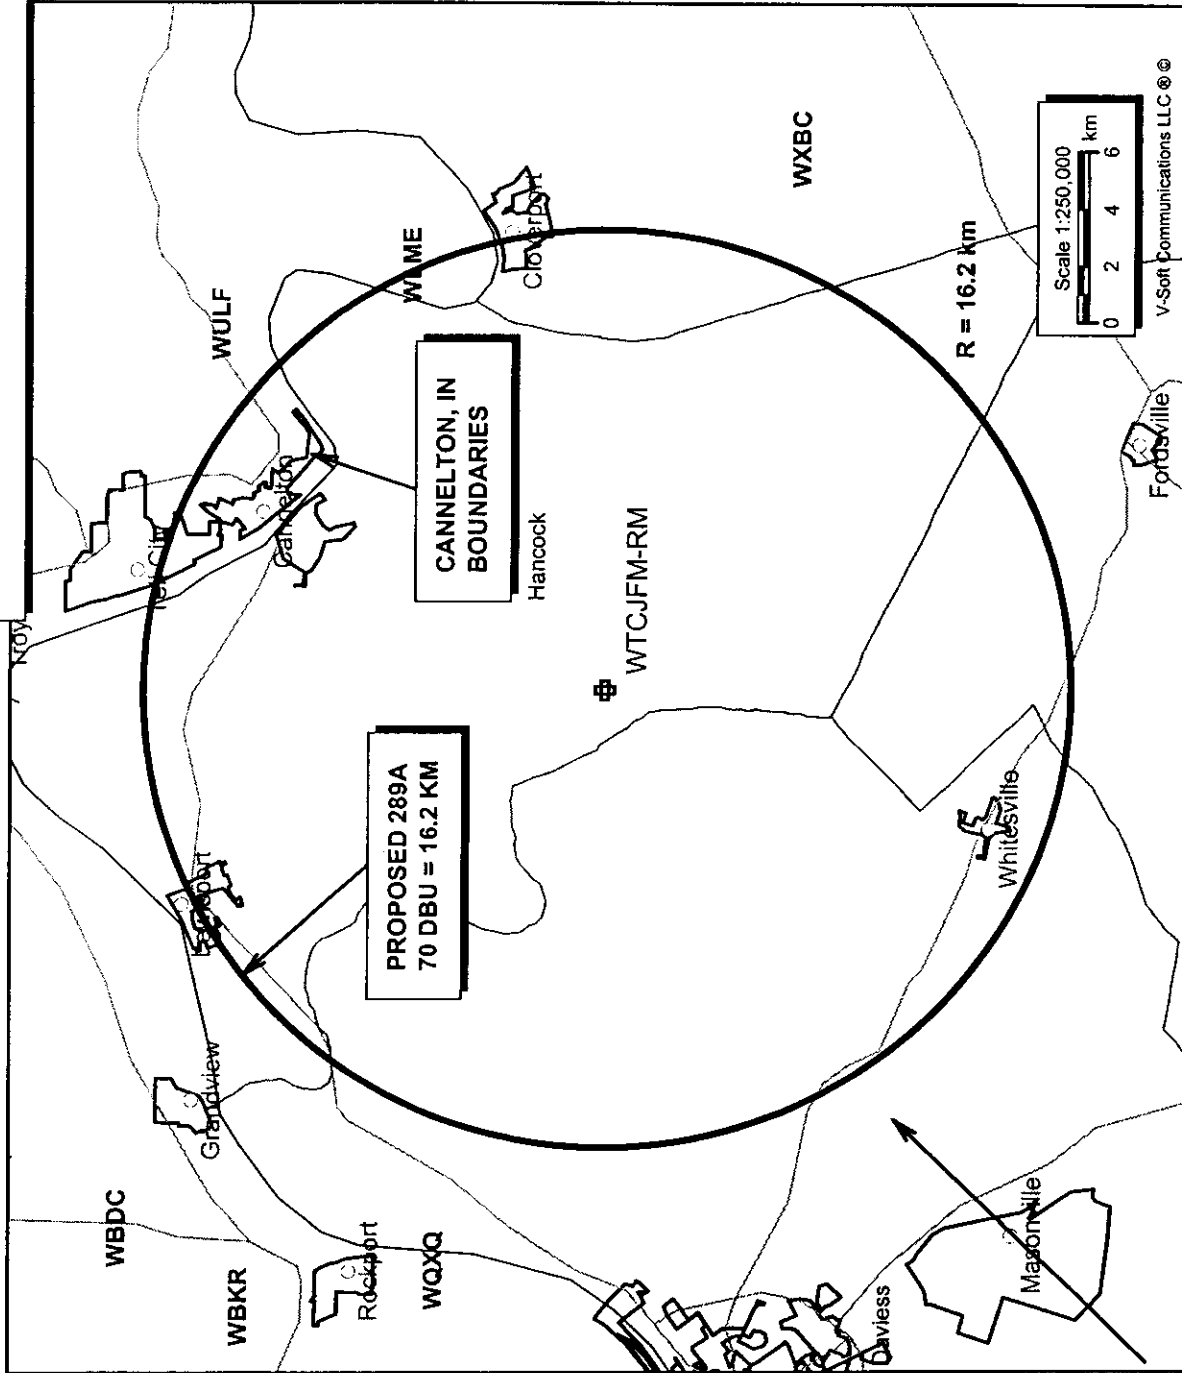 WBDC
WBKR
Grandview
Rockport
WQXQ
Daviess
Masonville
Troy
PROPOSED 289A
70 DBU = 16.2 KM
Whitesville
WTCJFM-RM
Hancock
CANNELTON, IN
BOUNDARIES
Cannelton
WULF
Cloverport
WXBC
R = 16.2 km
Fordsville
Scale 1:250,000
0 2 4 6 km
V-Soft Communications LLC ® ©